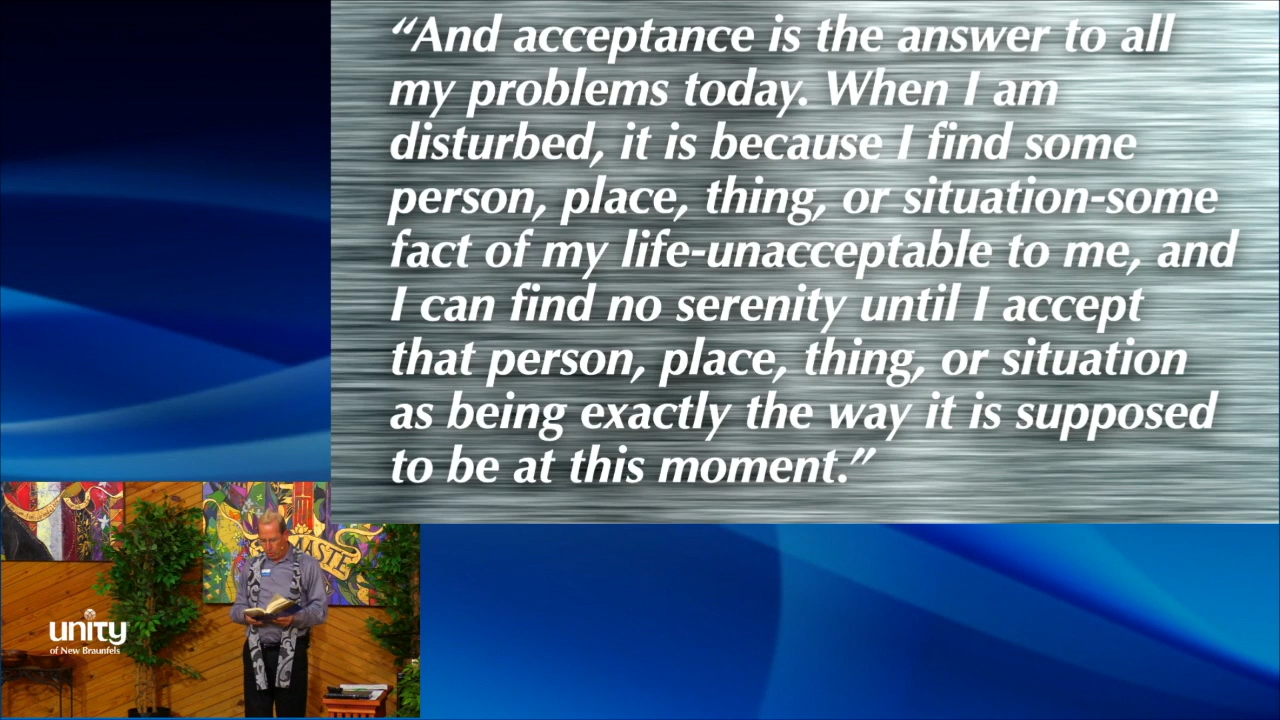 “And acceptance is the answer to all
my problems today. When I am
disturbed, it is because I find some
person, place, thing, or situation-some
fact of my life-unacceptable to me, and
I can find no serenity until I accept
that person, place, thing, or situation
as being exactly the way it is supposed
to be at this moment.”
unity
of New Braunfels